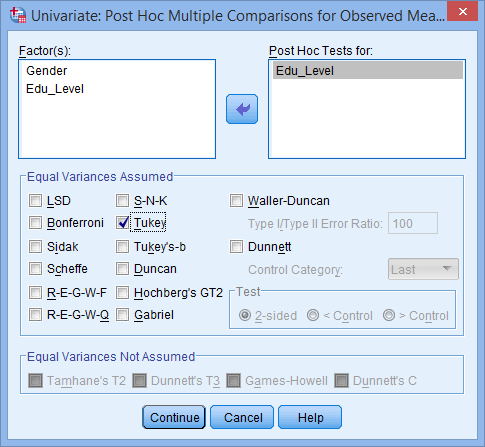 Univariate: Post Hoc Multiple Comparisons for Observed Mea...
Factor(s):
Gender
Edu_Level
Post Hoc Tests for:
Edu_Level
Equal Variances Assumed
LSD
S-N-K
Waller-Duncan
Bonferroni
Tukey
Type I/Type II Error Ratio: 100
Sidak
Tukey's-b
Dunnett
Scheffe
Duncan
Control Category: Last
R-E-G-W-F
Hochberg's GT2
Test
R-E-G-W-Q
Gabriel
2-sided
< Control
> Control
Equal Variances Not Assumed
Tamhane's T2
Dunnett's T3
Games-Howell
Dunnett's C
Continue
Cancel
Help